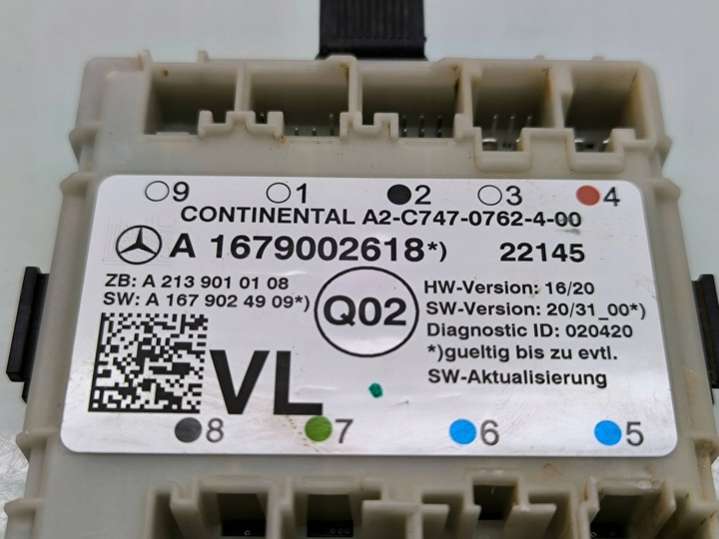 9 1 2 3 4
CONTINENTAL A2-C747-0762-4-00
A 1679002618*) 22145
ZB: A 213 901 01 08
SW: A 167 902 49 09*)
Q02
HW-Version: 16/20
SW-Version: 20/31_00*)
Diagnostic ID: 020420
*)gueltig bis zu evtl.
SW-Aktualisierung
VL
8 7 6 5